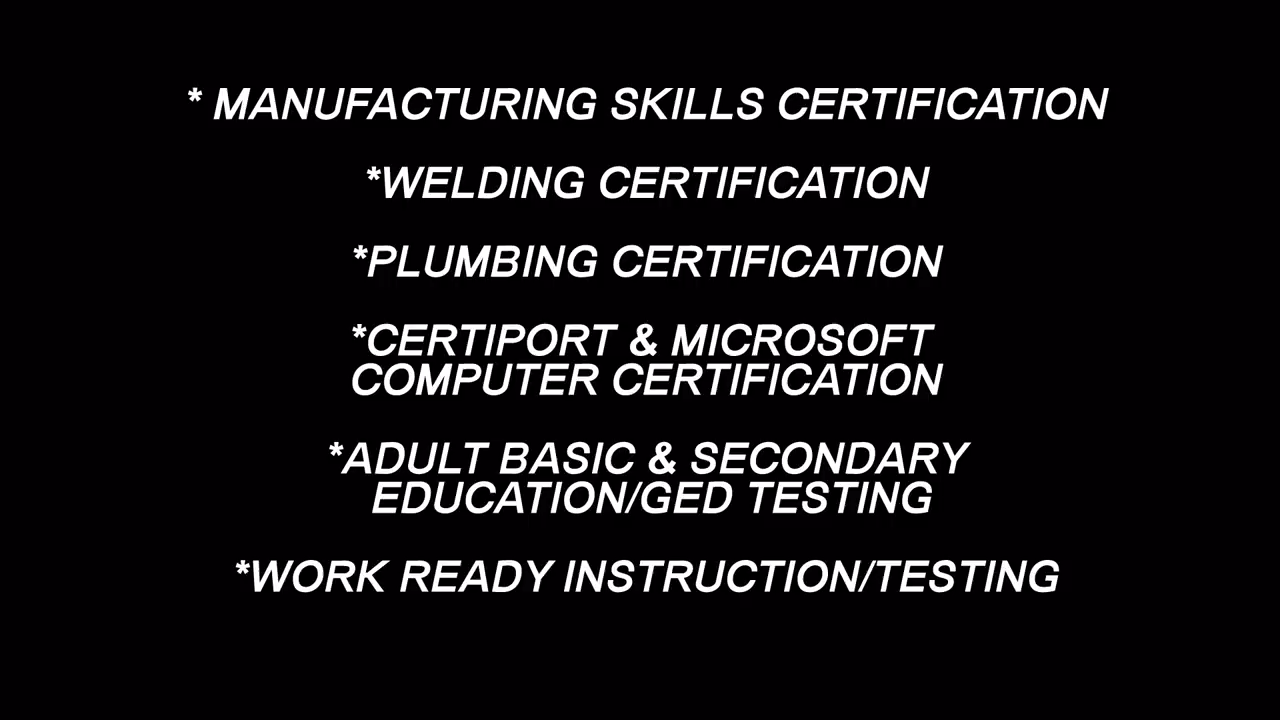 * MANUFACTURING SKILLS CERTIFICATION
*WELDING CERTIFICATION
*PLUMBING CERTIFICATION
*CERTIPORT & MICROSOFT
COMPUTER CERTIFICATION
*ADULT BASIC & SECONDARY
EDUCATION/GED TESTING
*WORK READY INSTRUCTION/TESTING